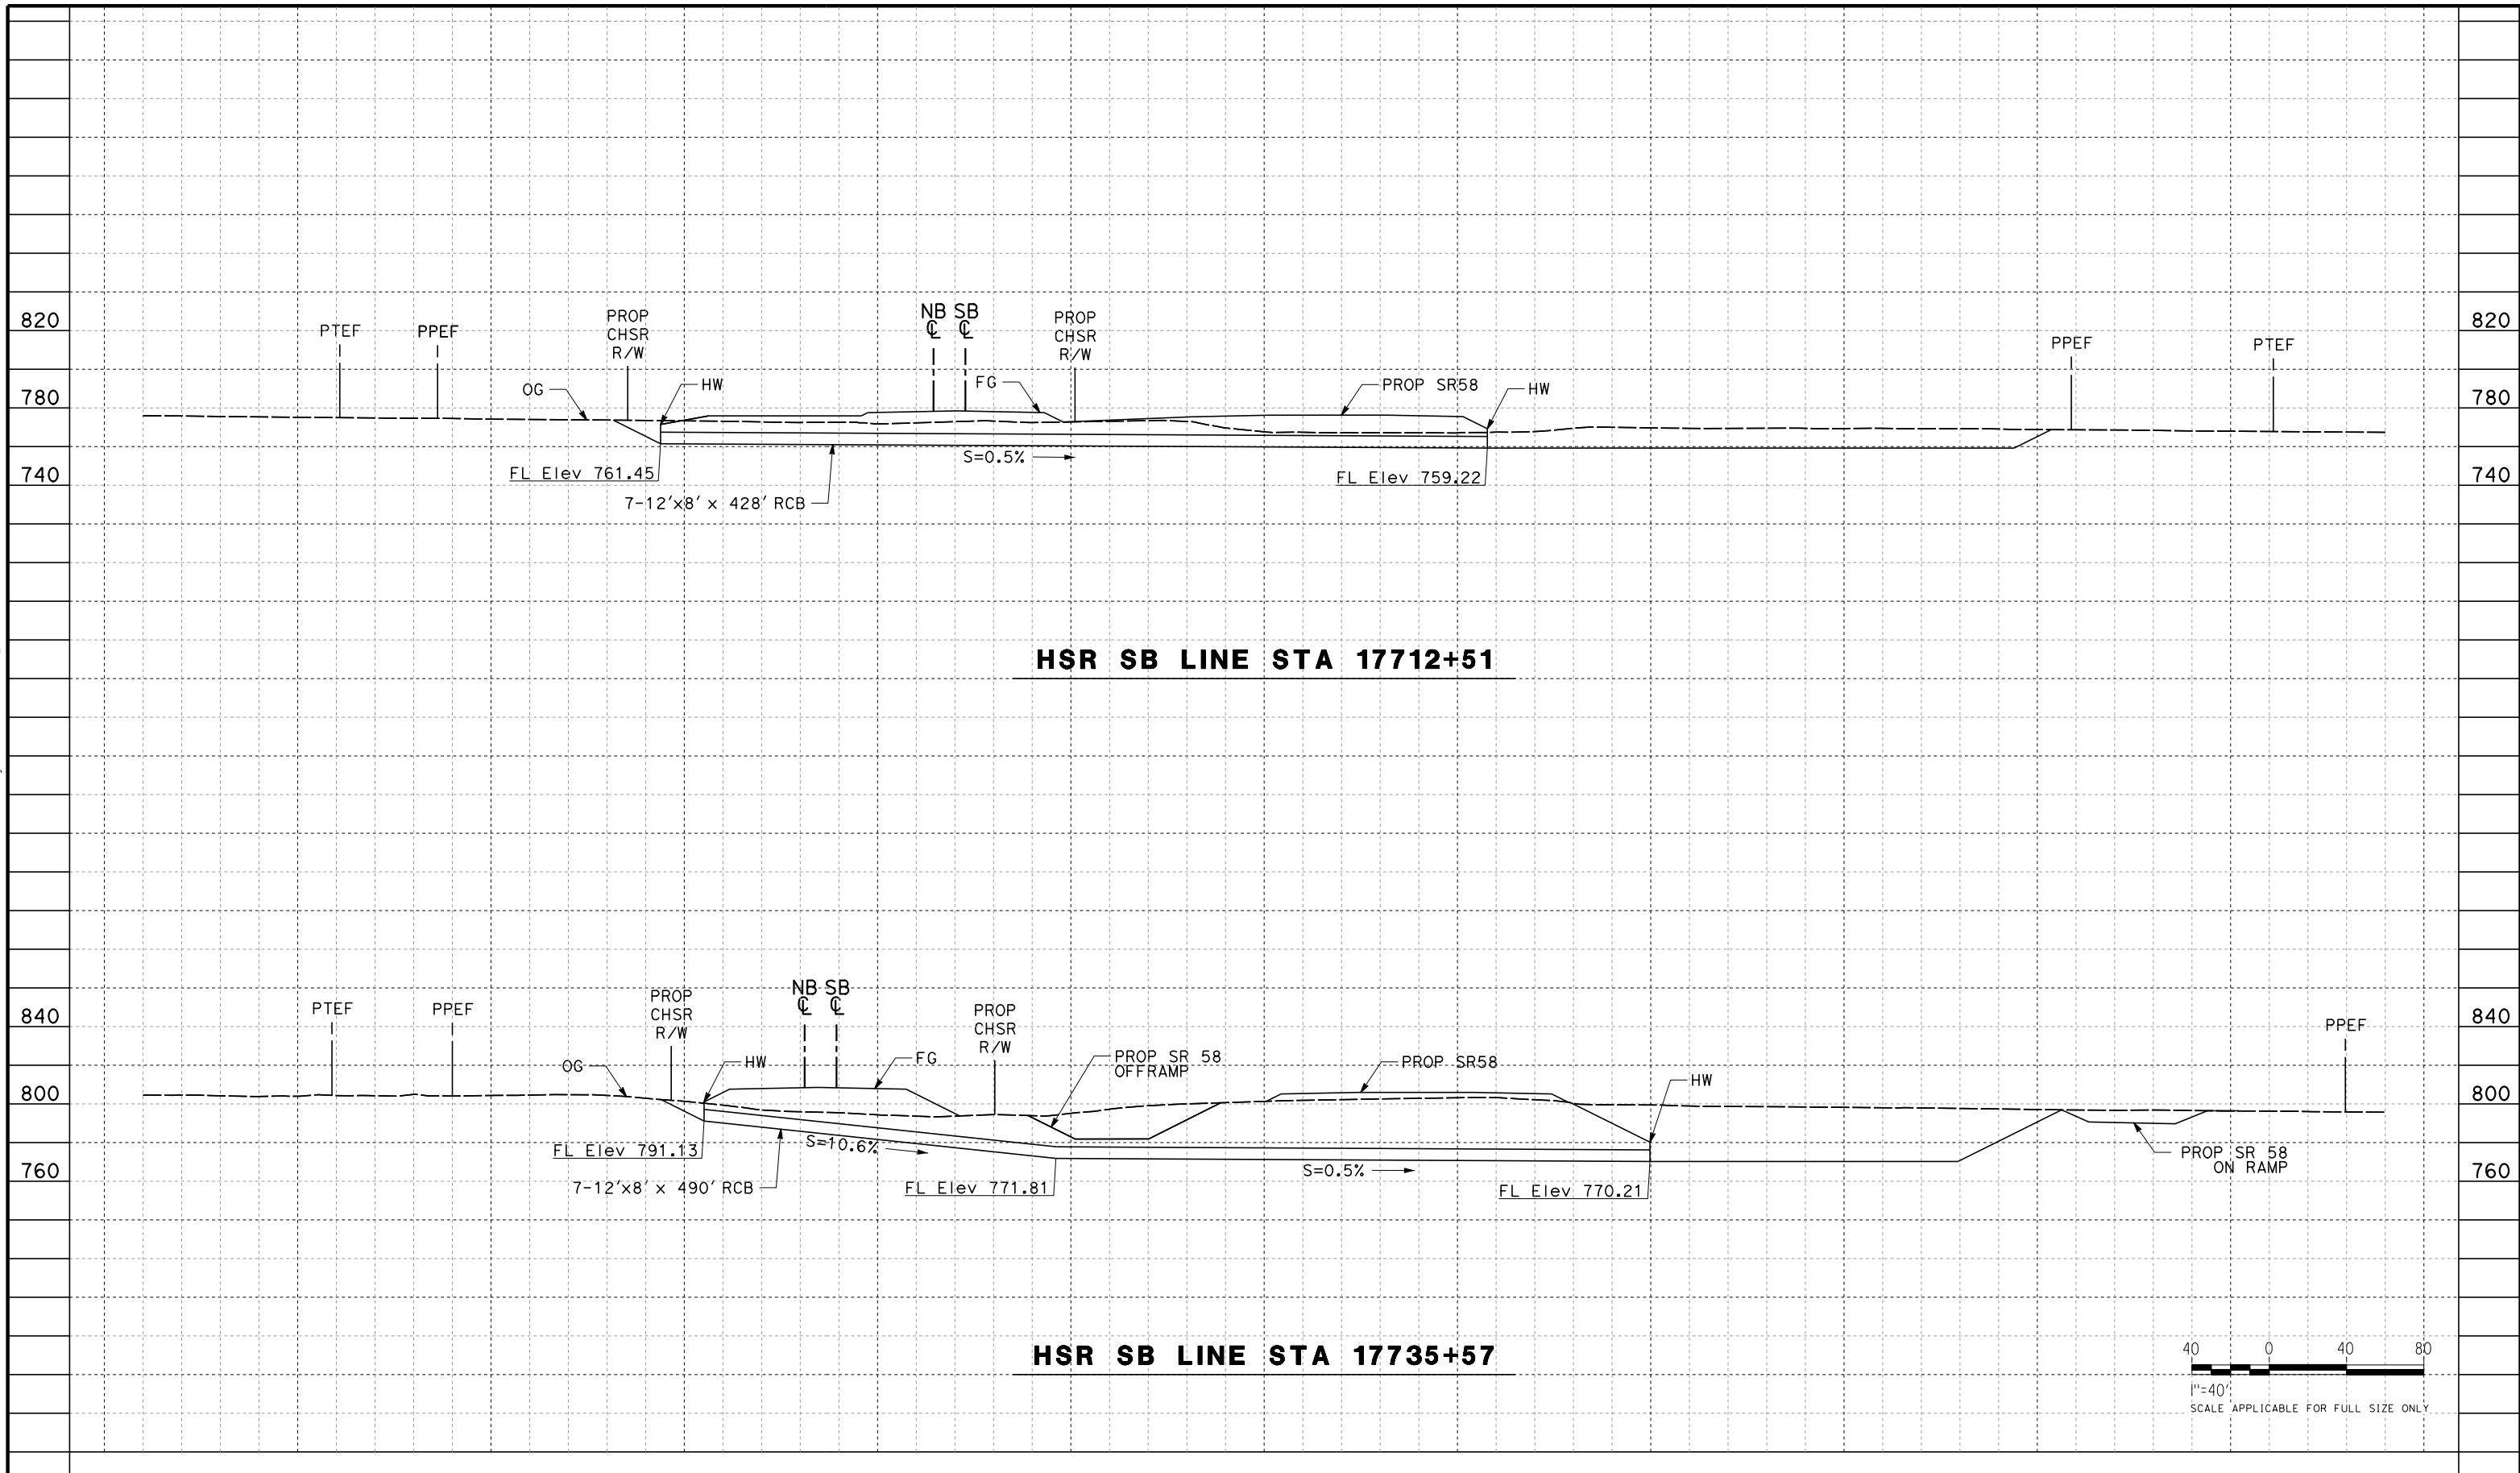 820
820
PTEF
PPEF
PROP
CHSR
R/W
NB SB
℄ ℄
PROP
CHSR
R/W
PPEF
PTEF
OG
HW
FG
PROP SR58
HW
780
780
S=0.5%
FL Elev 761.45
FL Elev 759.22
740
740
7-12'x8' x 428' RCB
HSR SB LINE STA 17712+51
840
840
PTEF
PPEF
PROP
CHSR
R/W
NB SB
℄ ℄
PROP
CHSR
R/W
PPEF
OG
HW
FG
PROP SR 58
OFFRAMP
PROP SR58
HW
800
800
FL Elev 791.13
S=10.6%
PROP SR 58
ON RAMP
760
760
S=0.5%
7-12'x8' x 490' RCB
FL Elev 771.81
FL Elev 770.21
HSR SB LINE STA 17735+57
40 0 40 80
1"=40'
SCALE APPLICABLE FOR FULL SIZE ONLY